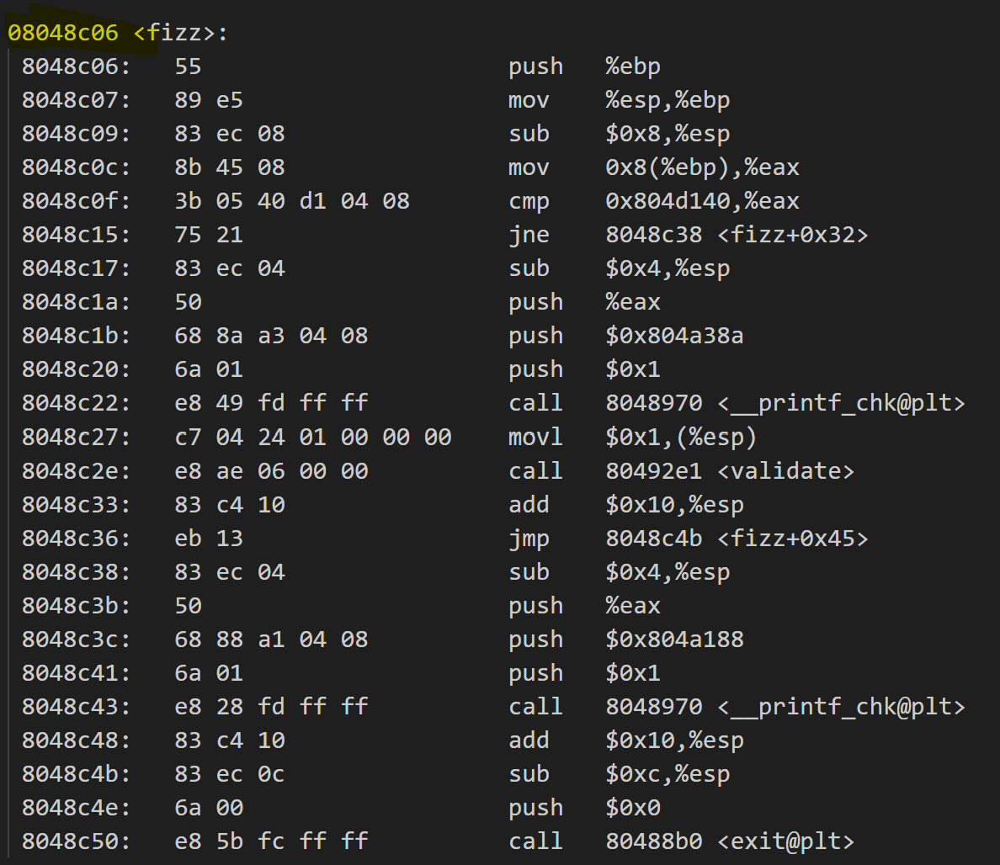 08048c06 <fizz>:
8048c06: 55 push %ebp
8048c07: 89 e5 mov %esp,%ebp
8048c09: 83 ec 08 sub $0x8,%esp
8048c0c: 8b 45 08 mov 0x8(%ebp),%eax
8048c0f: 3b 05 40 d1 04 08 cmp 0x804d140,%eax
8048c15: 75 21 jne 8048c38 <fizz+0x32>
8048c17: 83 ec 04 sub $0x4,%esp
8048c1a: 50 push %eax
8048c1b: 68 8a a3 04 08 push $0x804a38a
8048c20: 6a 01 push $0x1
8048c22: e8 49 fd ff ff call 8048970 <__printf_chk@plt>
8048c27: c7 04 24 01 00 00 00 movl $0x1,(%esp)
8048c2e: e8 ae 06 00 00 call 80492e1 <validate>
8048c33: 83 c4 10 add $0x10,%esp
8048c36: eb 13 jmp 8048c4b <fizz+0x45>
8048c38: 83 ec 04 sub $0x4,%esp
8048c3b: 50 push %eax
8048c3c: 68 88 a1 04 08 push $0x804a188
8048c41: 6a 01 push $0x1
8048c43: e8 28 fd ff ff call 8048970 <__printf_chk@plt>
8048c48: 83 c4 10 add $0x10,%esp
8048c4b: 83 ec 0c sub $0xc,%esp
8048c4e: 6a 00 push $0x0
8048c50: e8 5b fc ff ff call 80488b0 <exit@plt>